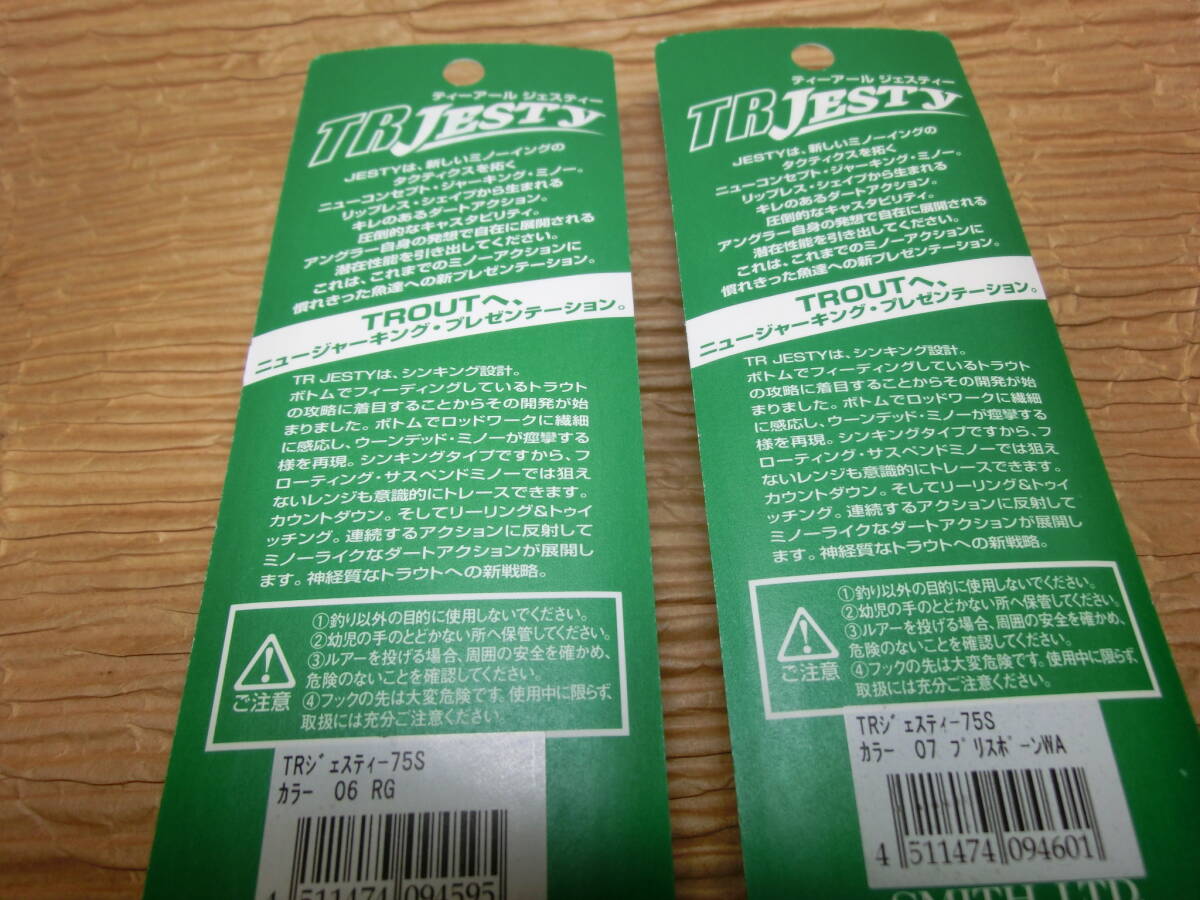 ティーアール ジェスティー
TR JESTY
JESTYは、新しいミノーイングの
タクティクスを拓く
ニューコンセプト・ジャーキング・ミノー。
リップレス・シェイプから生まれる
キレのあるダートアクション。
圧倒的なキャスタビリティ。
アングラー自身の発想で自在に展開される
潜在性能を引き出してください。
これは、これまでのミノーアクションに
慣れきった魚達への新プレゼンテーション。
TROUTへ、
ニュージャーキング・プレゼンテーション。
TR JESTYは、シンキング設計。
ボトムでフィーディングしているトラウト
の攻略に着目することからその開発が始
まりました。ボトムでロッドワークに繊細
に感応し、ウーンデッド・ミノーが痙攣する
様を再現。シンキングタイプですから、フ
ローティング・サスペンドミノーでは狙え
ないレンジも意識的にトレースできます。
カウントダウン。そしてリーリング&トゥイ
ッチング。連続するアクションに反射して
ミノーライクなダートアクションが展開し
ます。神経質なトラウトへの新戦略。
ご注意
①釣り以外の目的に使用しないでください。
②幼児の手のとどかない所へ保管してください。
③ルアーを投げる場合、周囲の安全を確かめ、
危険のないことを確認してください。
④フックの先は大変危険です。使用中に限らず、
取扱には充分ご注意ください。
TRジェスティー75S
カラー 06 RG
4 511474 094595
ティーアール ジェスティー
TR JESTY
JESTYは、新しいミノーイングの
タクティクスを拓く
ニューコンセプト・ジャーキング・ミノー。
リップレス・シェイプから生まれる
キレのあるダートアクション。
圧倒的なキャスタビリティ。
アングラー自身の発想で自在に展開される
潜在性能を引き出してください。
これは、これまでのミノーアクションに
慣れきった魚達への新プレゼンテーション。
TROUTへ、
ニュージャーキング・プレゼンテーション。
TR JESTYは、シンキング設計。
ボトムでフィーディングしているトラウト
の攻略に着目することからその開発が始
まりました。ボトムでロッドワークに繊細
に感応し、ウーンデッド・ミノーが痙攣する
様を再現。シンキングタイプですから、フ
ローティング・サスペンドミノーでは狙え
ないレンジも意識的にトレースできます。
カウントダウン。そしてリーリング&トゥイ
ッチング。連続するアクションに反射して
ミノーライクなダートアクションが展開し
ます。神経質なトラウトへの新戦略。
ご注意
①釣り以外の目的に使用しないでください。
②幼児の手のとどかない所へ保管してください。
③ルアーを投げる場合、周囲の安全を確かめ、
危険のないことを確認してください。
④フックの先は大変危険です。使用中に限らず、
取扱には充分ご注意ください。
TRジェスティー75S
カラー 07 ブリスボーンWA
4 511474 094601
SMITH LTD